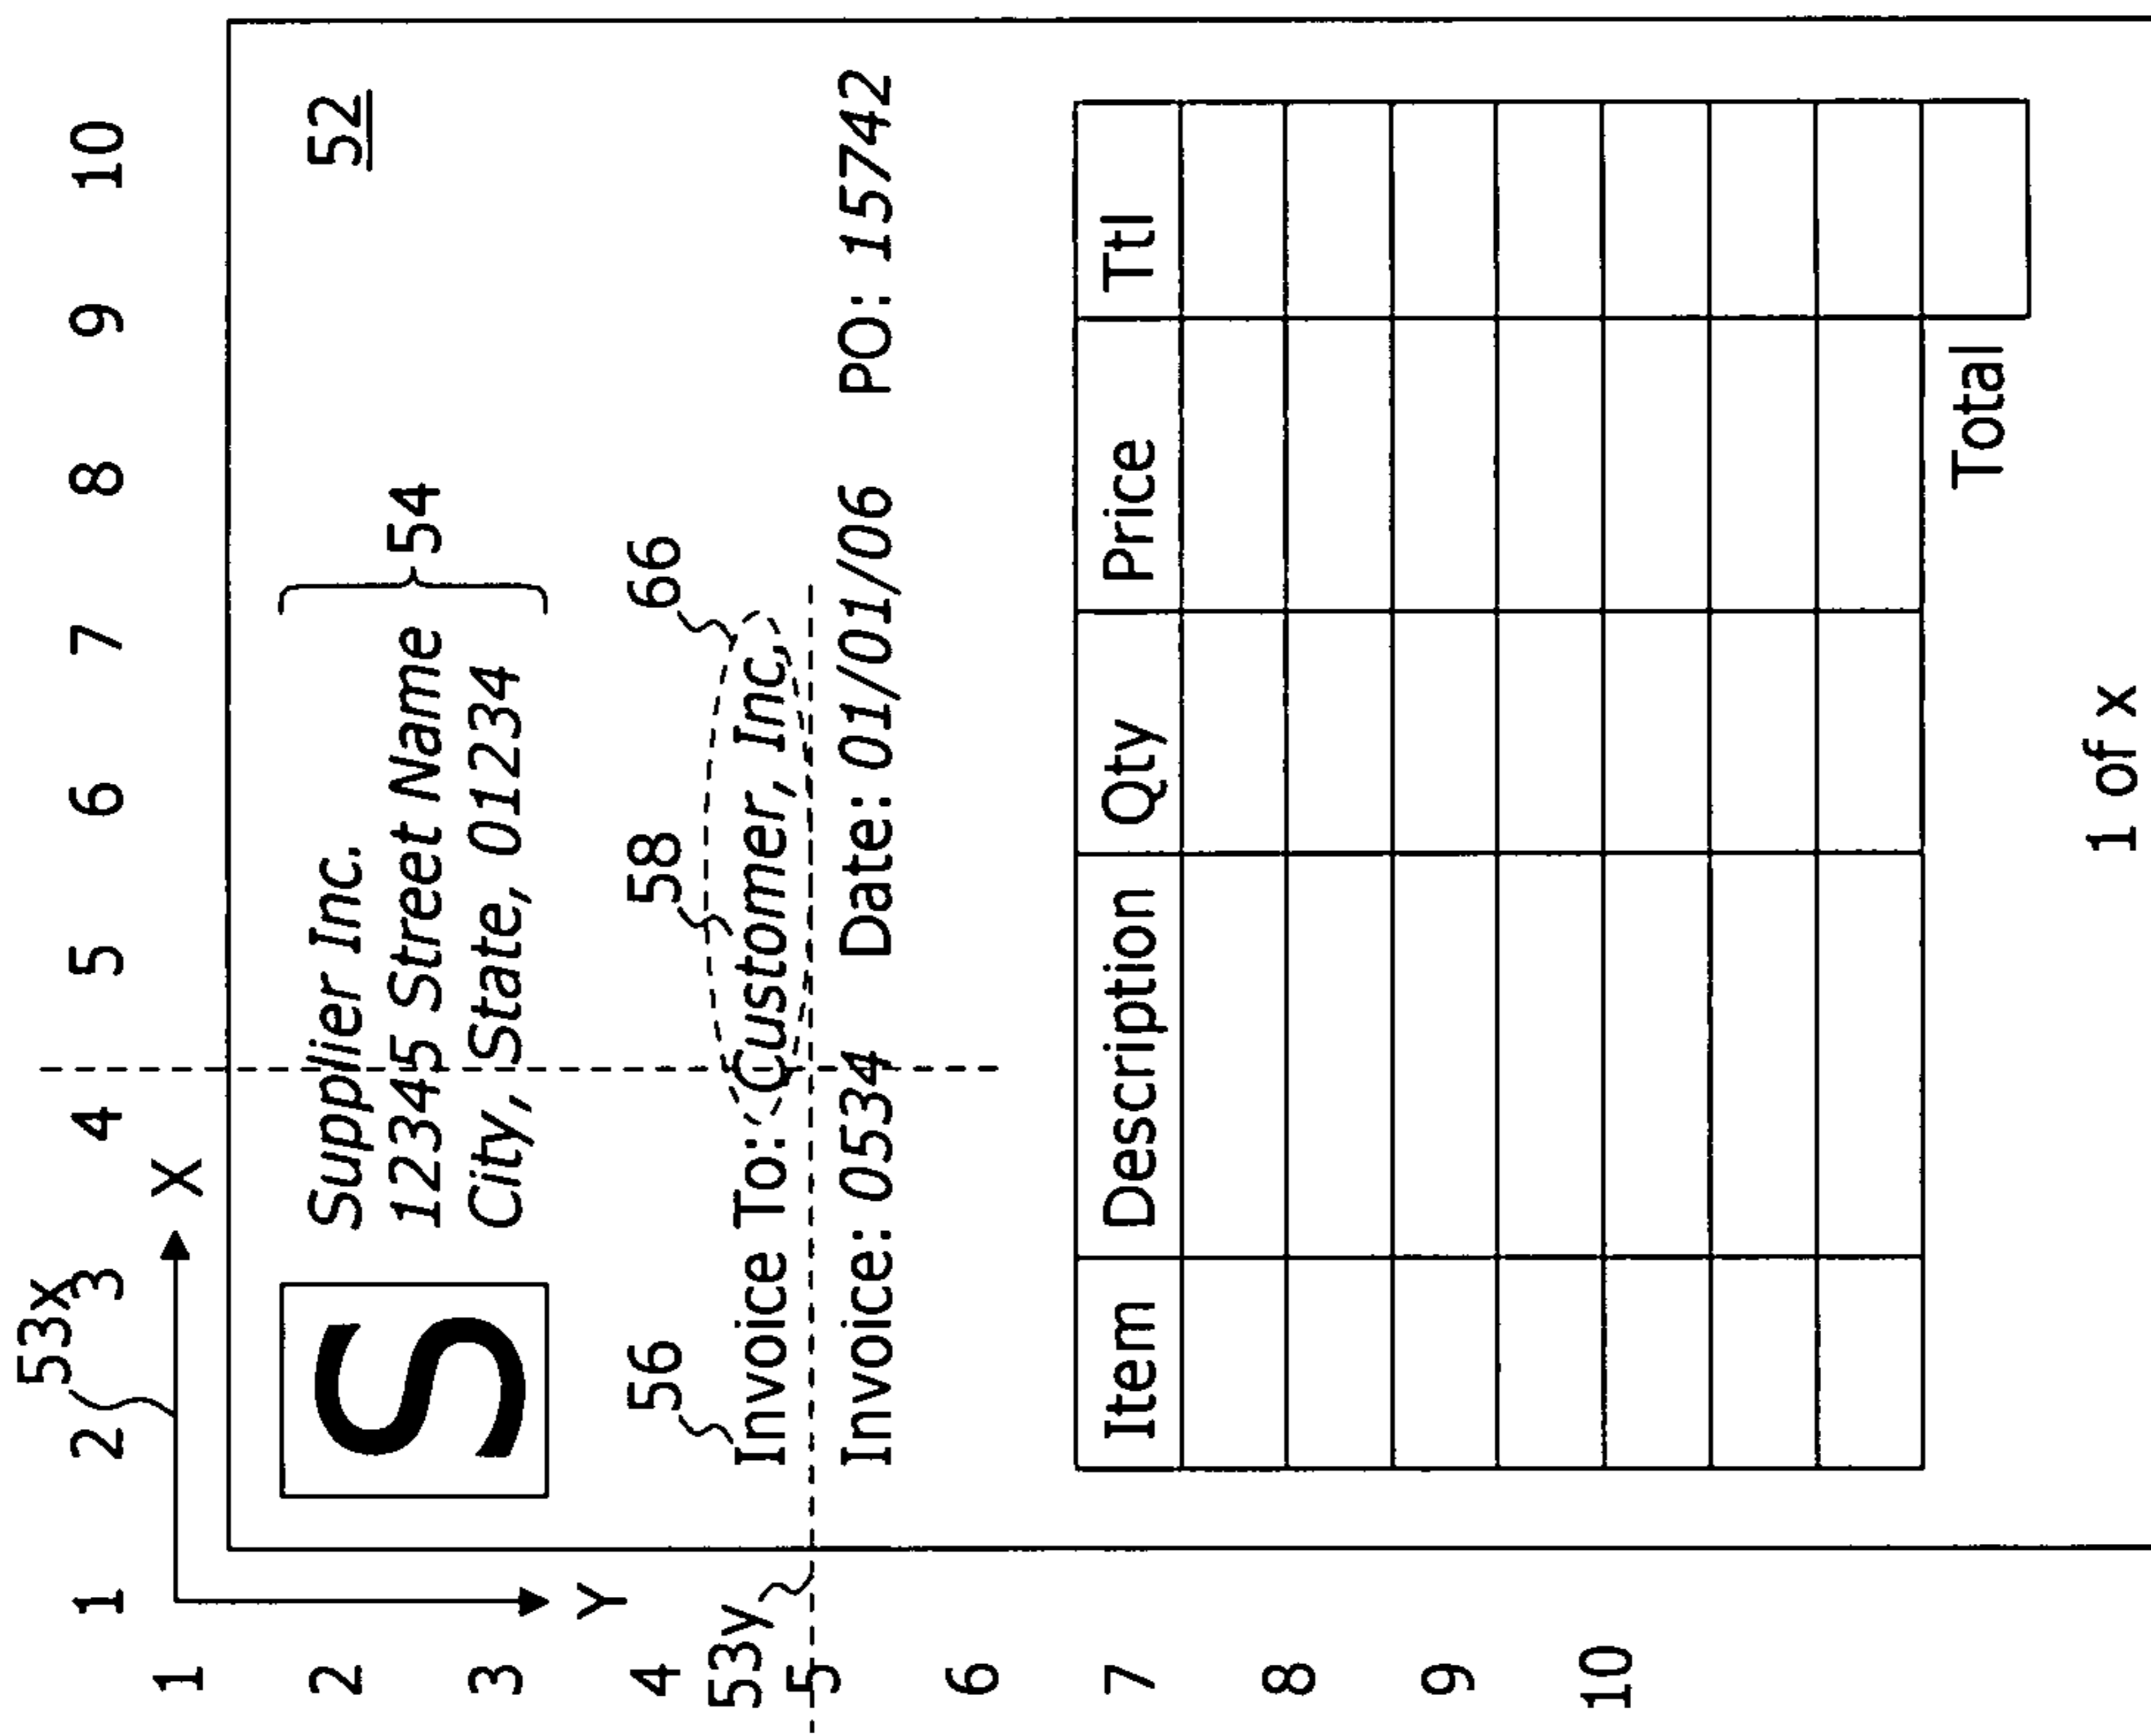 53x
1 2 3 4 5 6 7 8 9 10
X
1
2
3
4
53y
5
6
7
8
9
10
Y
52
S
Supplier Inc.
12345 Street Name
City, State, 01234
54
56
58
66
Invoice To: Customer, Inc.
Invoice: 0534 Date: 01/01/06 PO: 15742
Item Description Qty Price Ttl
Total
1 of x